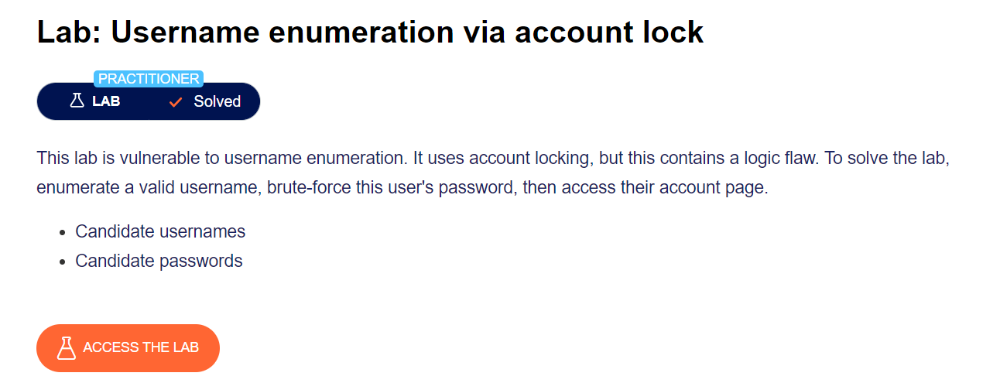 Lab: Username enumeration via account lock
PRACTITIONER
LAB Solved
This lab is vulnerable to username enumeration. It uses account locking, but this contains a logic flaw. To solve the lab,
enumerate a valid username, brute-force this user's password, then access their account page.
• Candidate usernames
• Candidate passwords
ACCESS THE LAB